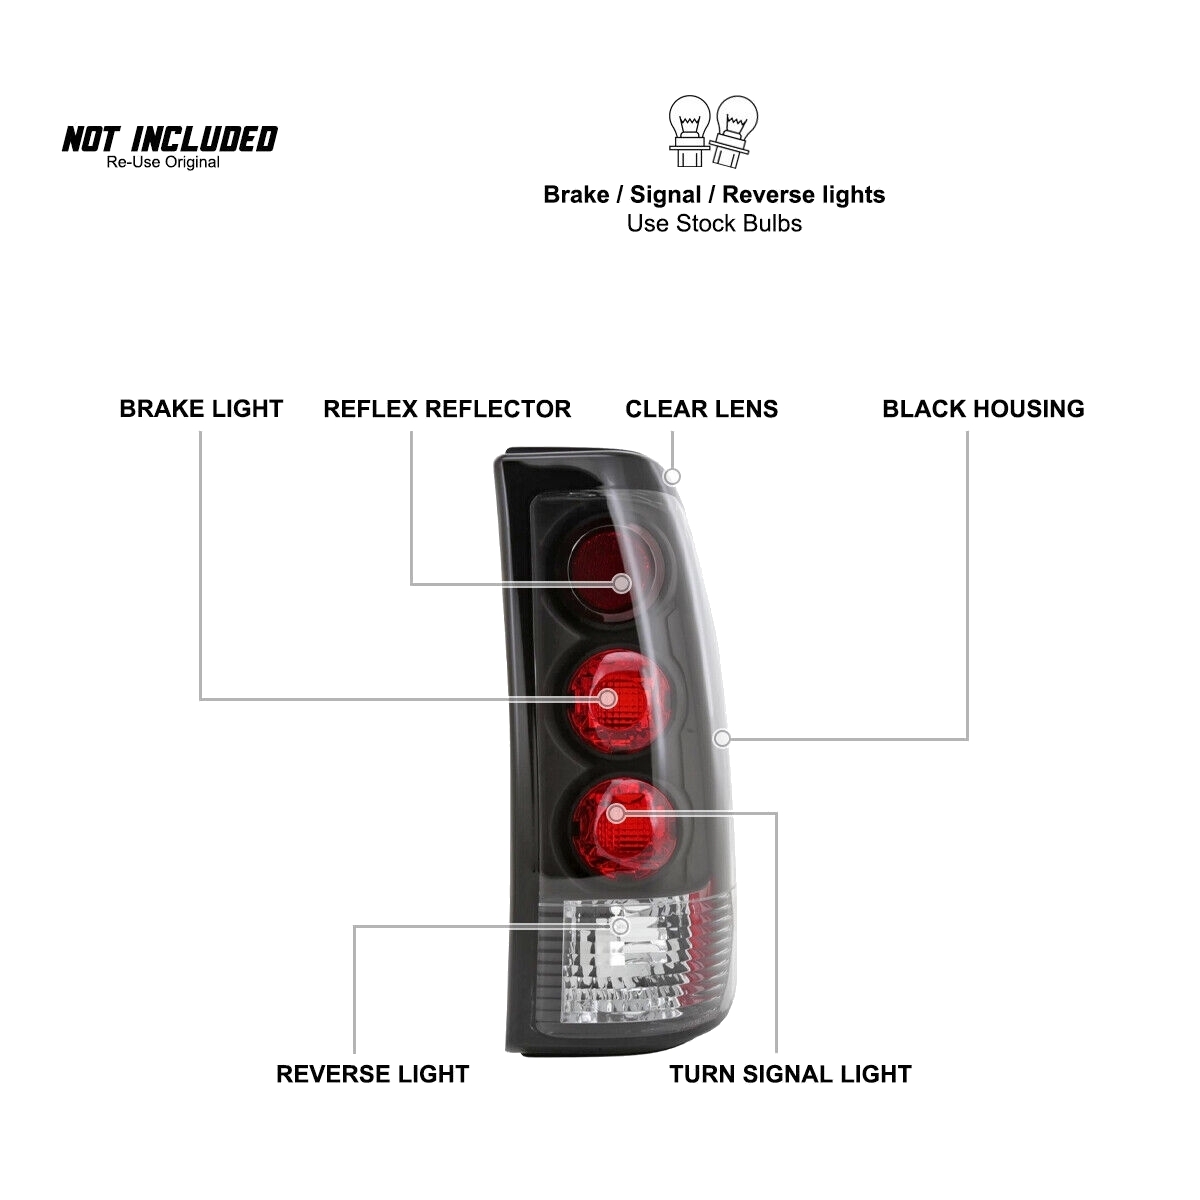 NOT INCLUDED
Re-Use Original
Brake / Signal / Reverse lights
Use Stock Bulbs
BRAKE LIGHT
REFLEX REFLECTOR
CLEAR LENS
BLACK HOUSING
REVERSE LIGHT
TURN SIGNAL LIGHT